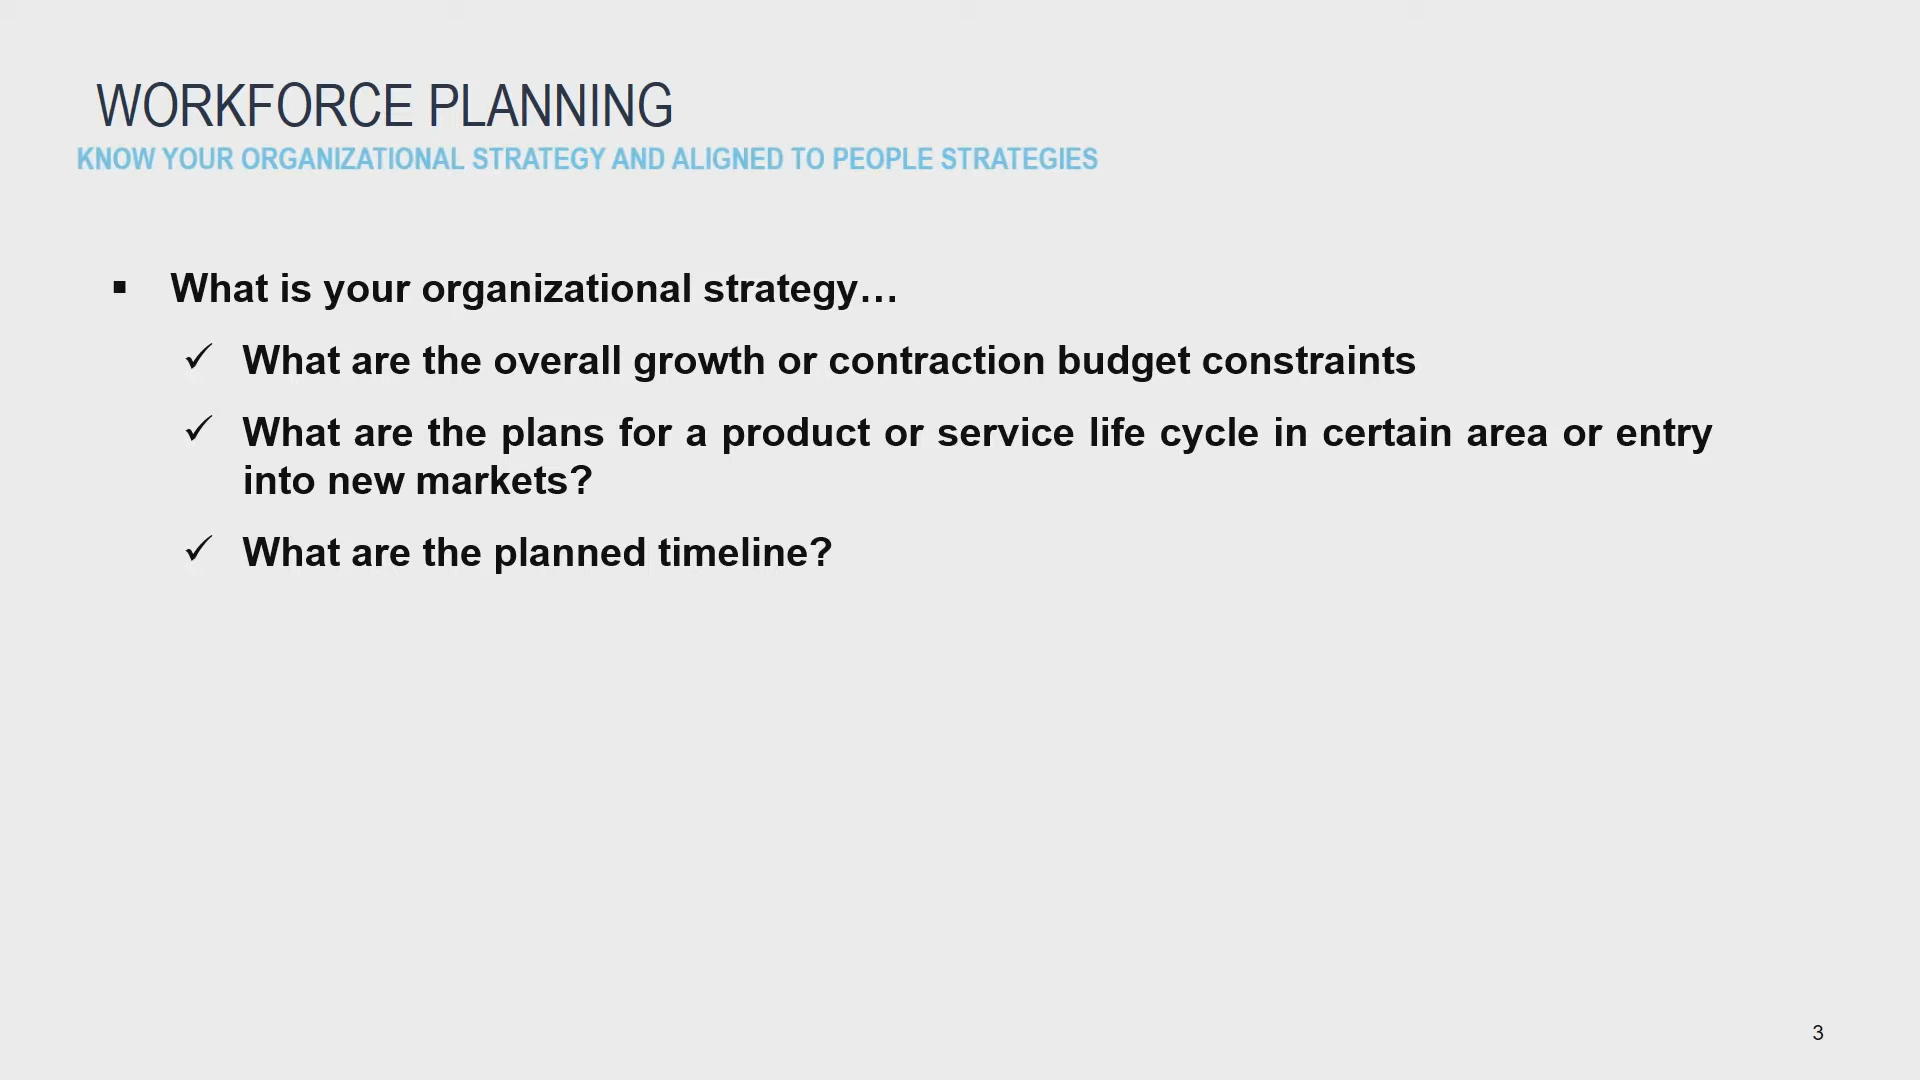 WORKFORCE PLANNING
KNOW YOUR ORGANIZATIONAL STRATEGY AND ALIGNED TO PEOPLE STRATEGIES
▪ What is your organizational strategy…
✓ What are the overall growth or contraction budget constraints
✓ What are the plans for a product or service life cycle in certain area or entry
into new markets?
✓ What are the planned timeline?
3